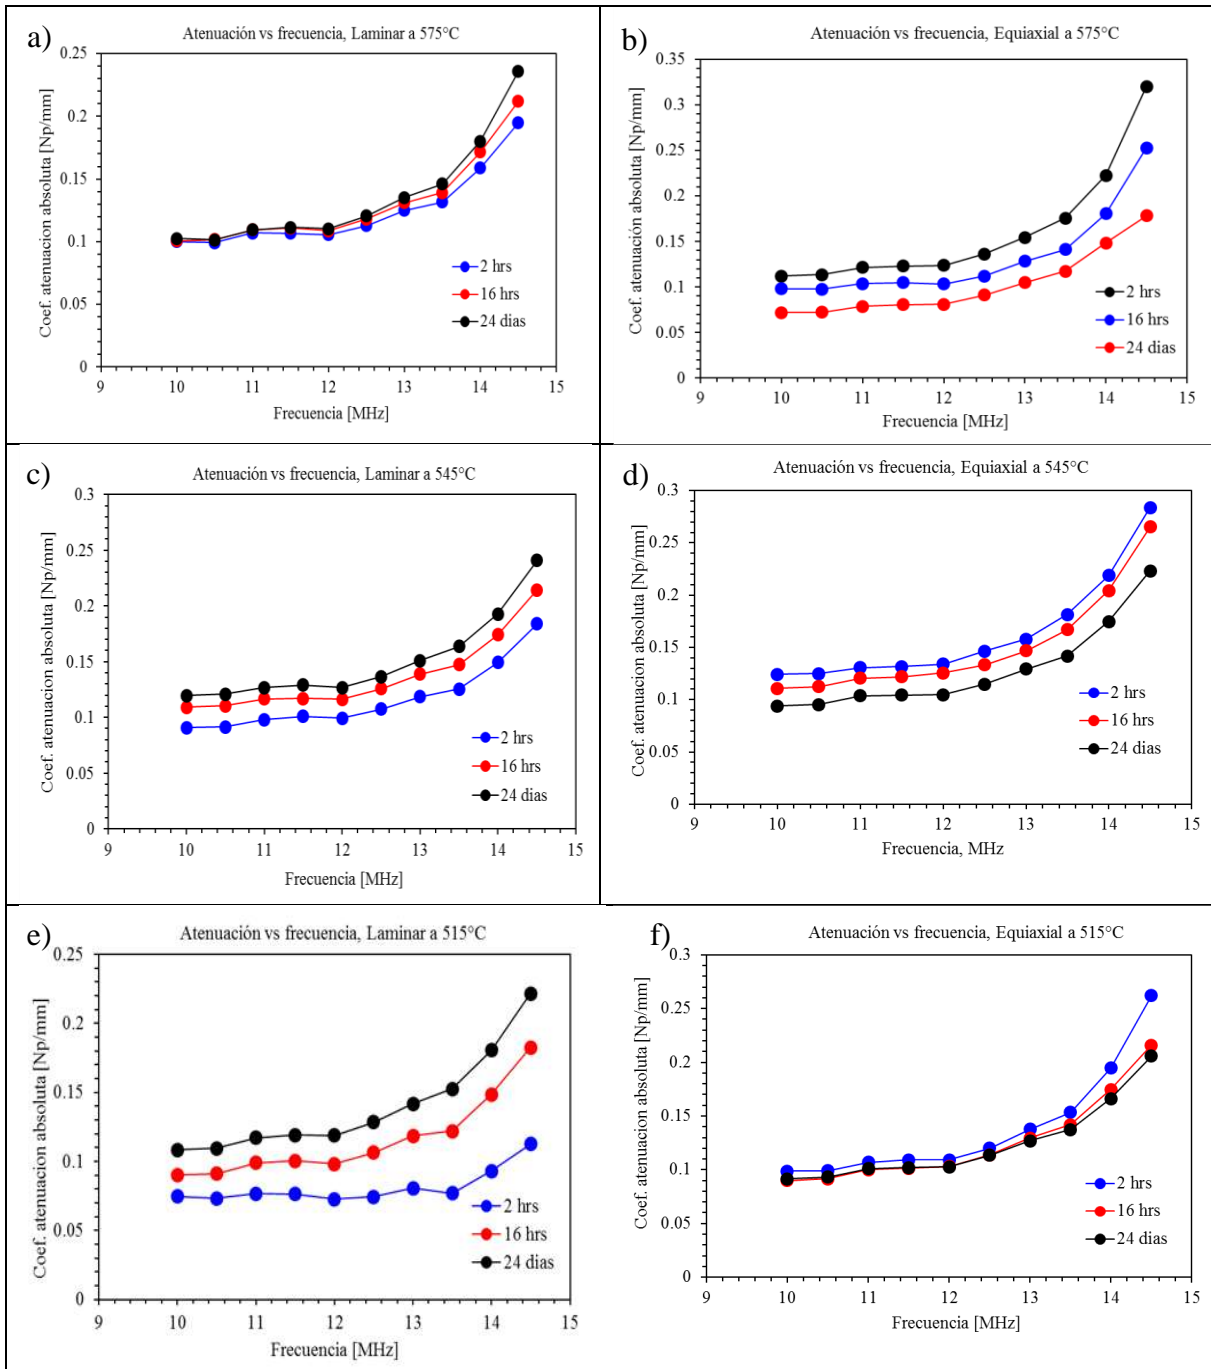 a)
Atenuación vs frecuencia, Laminar a 575°C
Coef. atenuacion absoluta [Np/mm]
0.25
0.2
0.15
0.1
0.05
0
9 10 11 12 13 14 15
Frecuencia [MHz]
2 hrs
16 hrs
24 dias
b)
Atenuación vs frecuencia, Equiaxial a 575°C
Coef. atenuacion absoluta [Np/mm]
0.35
0.3
0.25
0.2
0.15
0.1
0.05
0
9 10 11 12 13 14 15
Frecuencia [MHz]
2 hrs
16 hrs
24 dias
c)
Atenuación vs frecuencia, Laminar a 545°C
Coef. atenuacion absoluta [Np/mm]
0.3
0.25
0.2
0.15
0.1
0.05
0
9 10 11 12 13 14 15
Frecuencia [MHz]
2 hrs
16 hrs
24 dias
d)
Atenuación vs frecuencia, Equiaxial a 545°C
Coef. atenuacion absoluta [Np/mm]
0.3
0.25
0.2
0.15
0.1
0.05
0
9 10 11 12 13 14 15
Frecuencia, MHz
2 hrs
16 hrs
24 dias
e)
Atenuación vs frecuencia, Laminar a 515°C
Coef. atenuacion absoluta [Np/mm]
0.25
0.2
0.15
0.1
0.05
0
9 10 11 12 13 14 15
Frecuencia [MHz]
2 hrs
16 hrs
24 dias
f)
Atenuación vs frecuencia, Equiaxial a 515°C
Coef. atenuacion absoluta [Np/mm]
0.3
0.25
0.2
0.15
0.1
0.05
0
9 10 11 12 13 14 15
Frecuencia [MHz]
2 hrs
16 hrs
24 dias